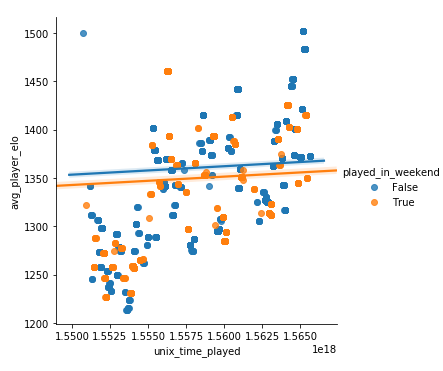 1500
1450
1400
1350
1300
1250
1200
avg_player_elo
played_in_weekend
False
True
1.5500 1.5525 1.5550 1.5575 1.5600 1.5625 1.5650
1e18
unix_time_played